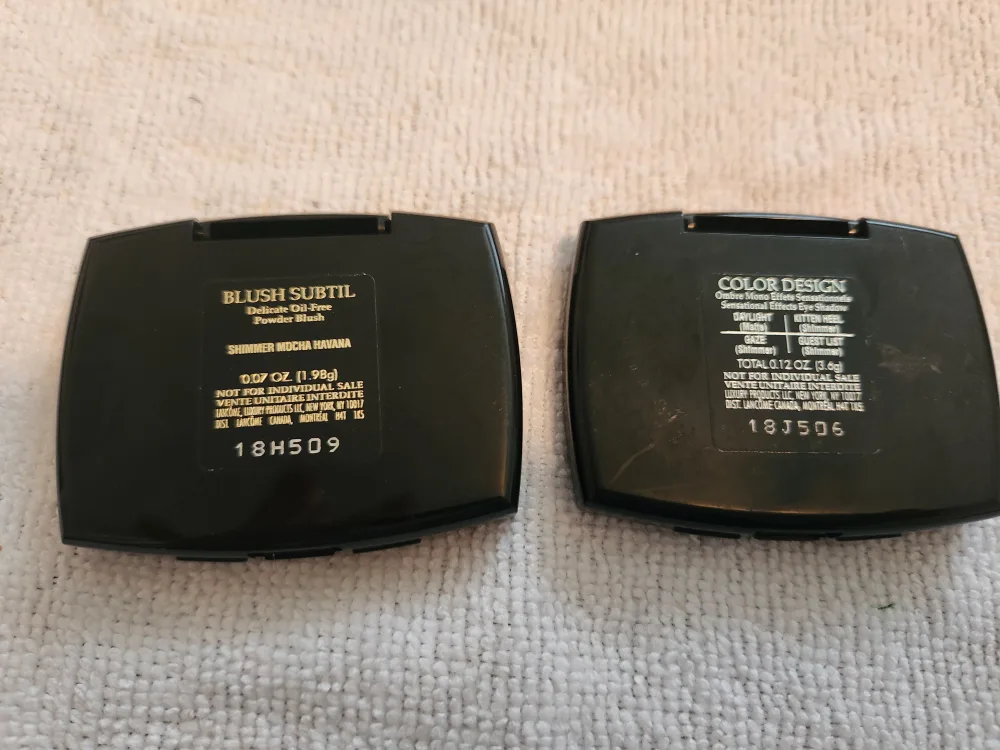 BLUSH SUBTIL
Delicate Oil-Free
Powder Blush
SHIMMER MOCHA HAVANA
0.07 OZ. (1.98g)
NOT FOR INDIVIDUAL SALE
VENTE UNITAIRE INTERDITE
LANCÔME, LUXURY PRODUCTS LLC, NEW YORK, NY 10017
DIST. LANCÔME CANADA, MONTRÉAL H4T 1K5
18H509
COLOR DESIGN
Ombre Mono Effets Sensationnels
Sensational Effects Eye Shadow
DAYLIGHT KITTEN HEEL
(Matte) (Shimmer)
GAZE GUEST LIST
(Shimmer) (Shimmer)
TOTAL 0.12 OZ. (3.6g)
NOT FOR INDIVIDUAL SALE
VENTE UNITAIRE INTERDITE
LUXURY PRODUCTS LLC, NEW YORK, NY 10017
DIST. LANCÔME CANADA, MONTRÉAL H4T 1K5
18J506